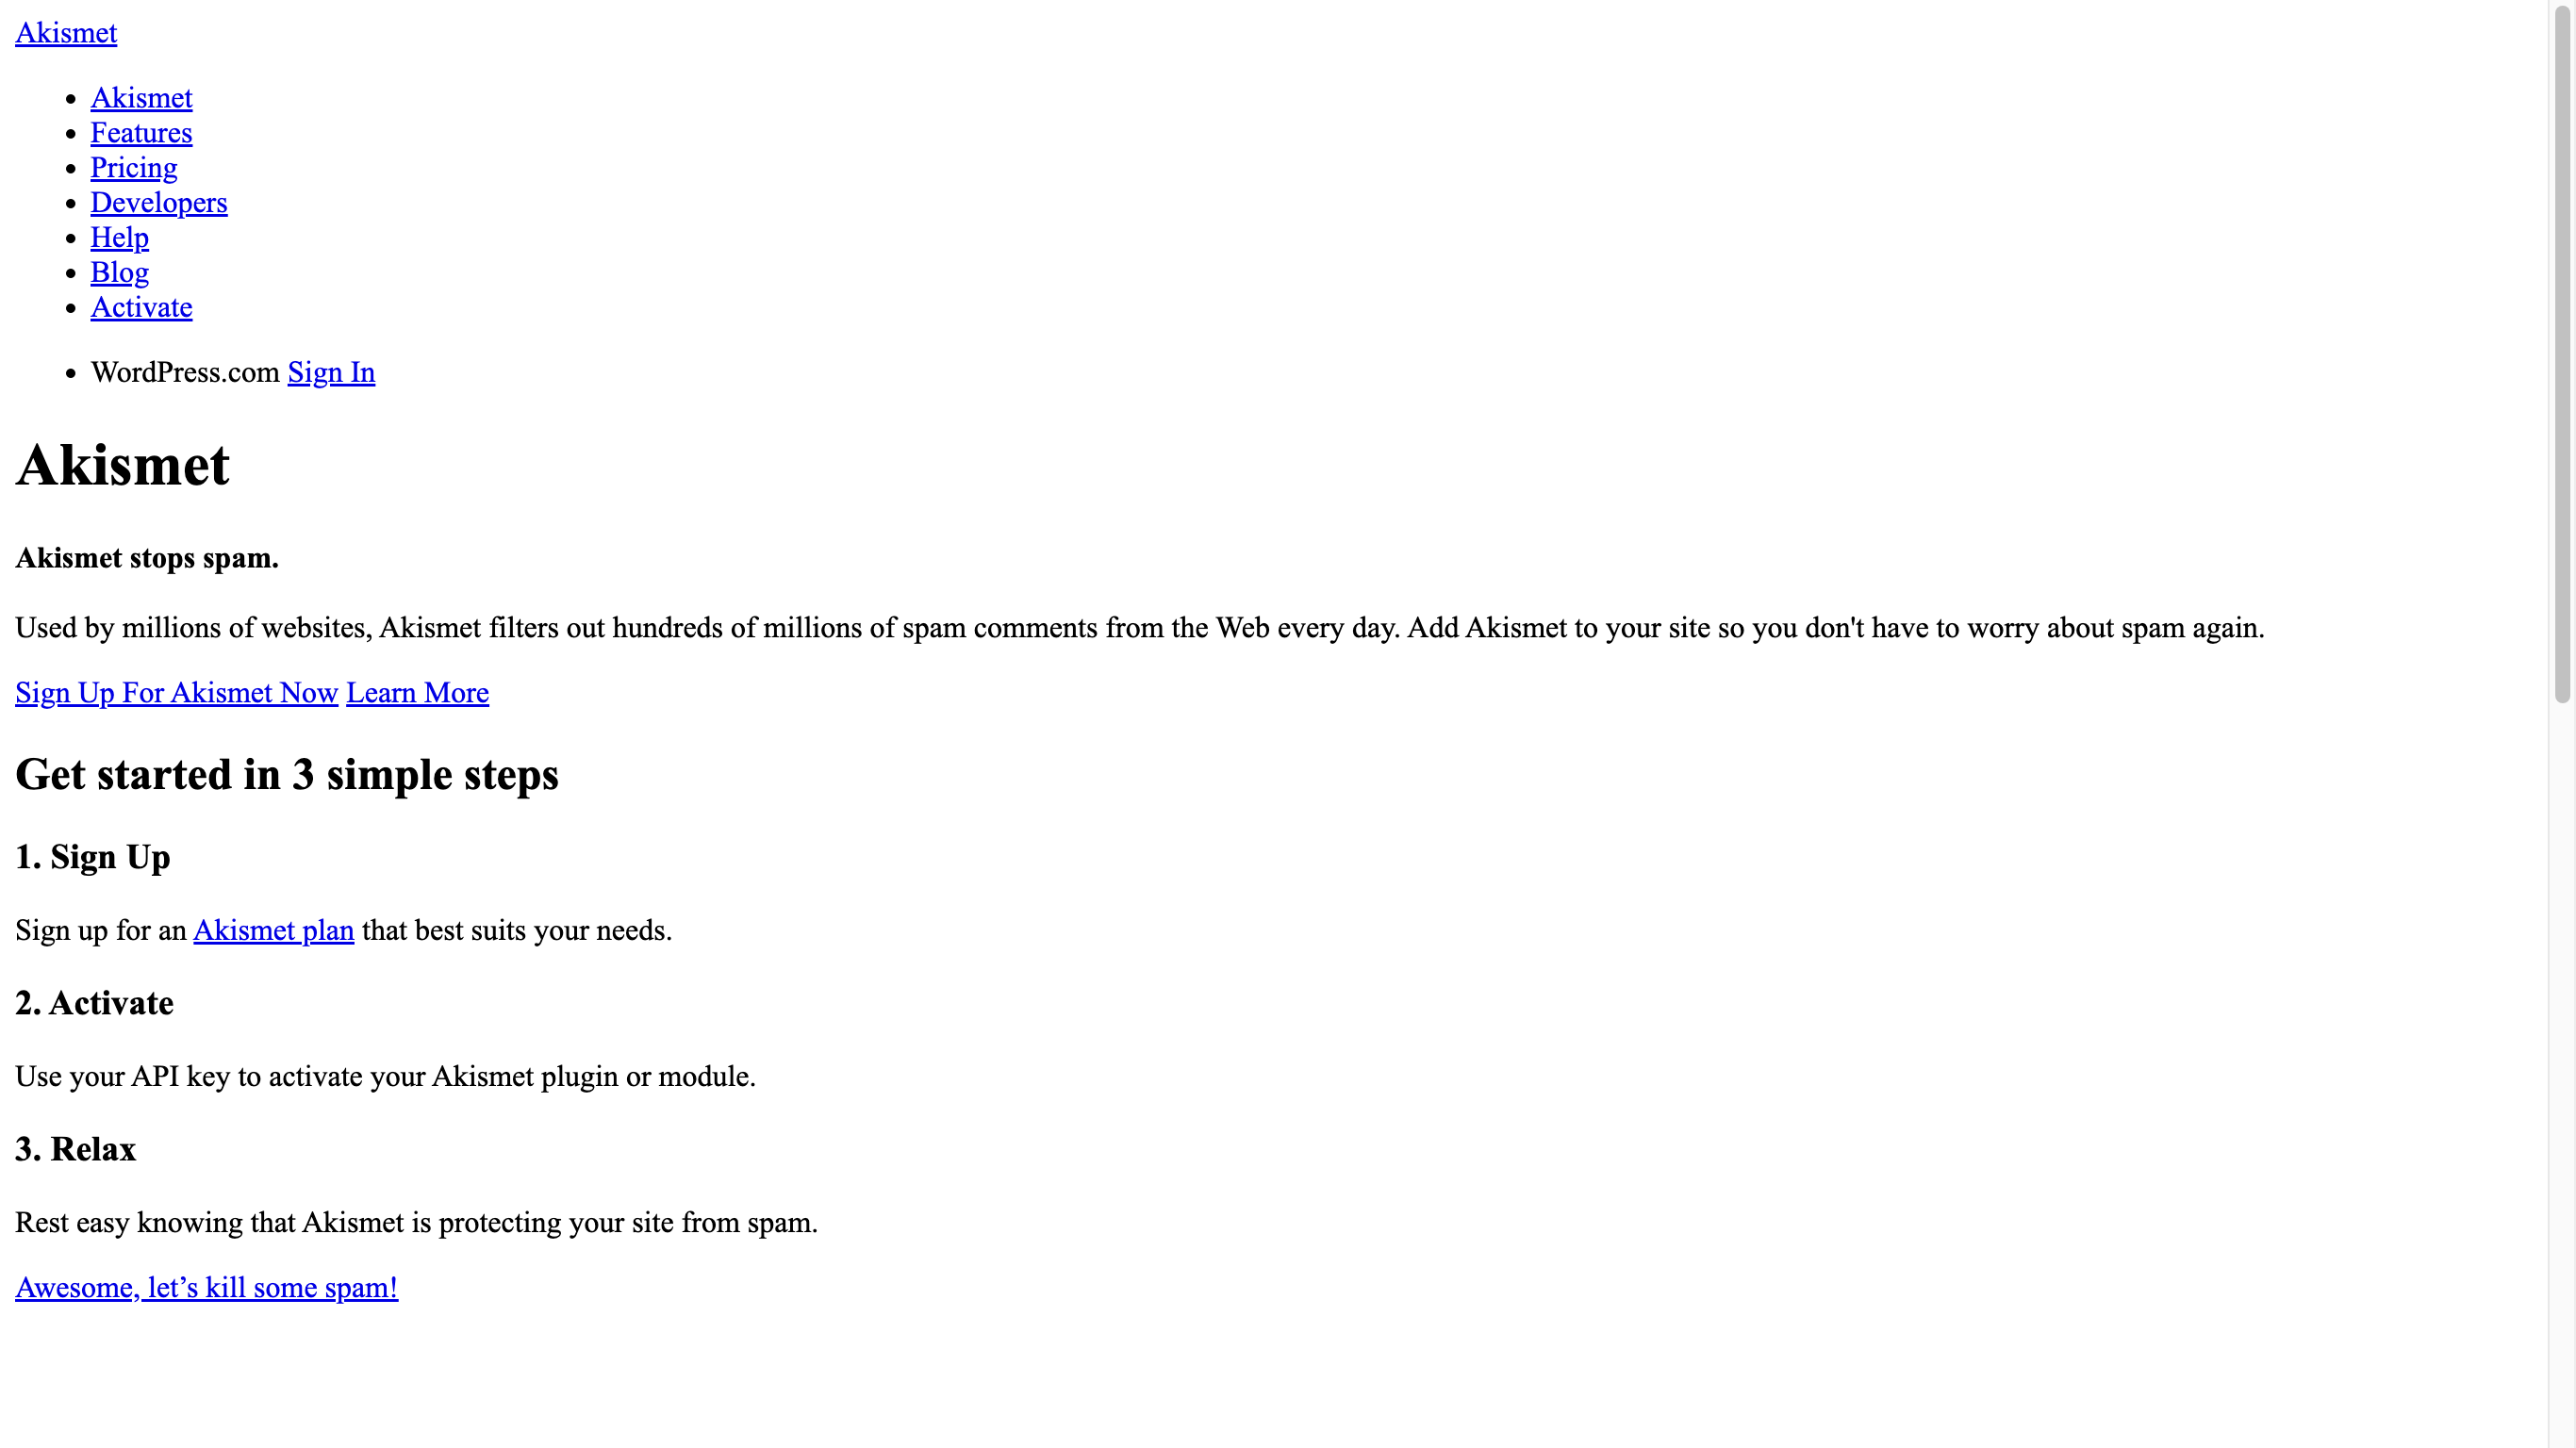 Akismet
Akismet
Features
Pricing
Developers
Help
Blog
Activate
WordPress.com Sign In
Akismet
Akismet stops spam.
Used by millions of websites, Akismet filters out hundreds of millions of spam comments from the Web every day. Add Akismet to your site so you don't have to worry about spam again.
Sign Up For Akismet Now Learn More
Get started in 3 simple steps
1. Sign Up
Sign up for an Akismet plan that best suits your needs.
2. Activate
Use your API key to activate your Akismet plugin or module.
3. Relax
Rest easy knowing that Akismet is protecting your site from spam.
Awesome, let’s kill some spam!